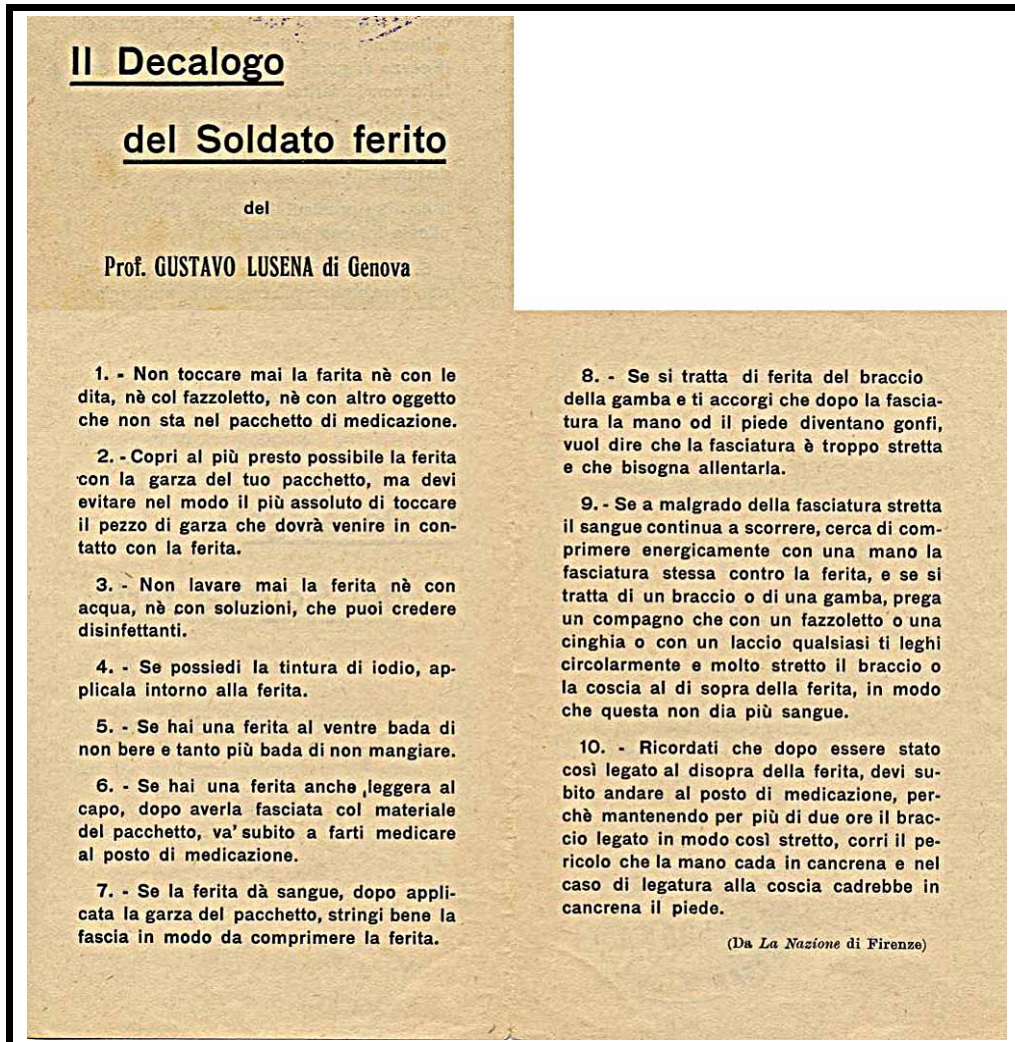 Il Decalogo
del Soldato ferito
del
Prof. GUSTAVO LUSENA di Genova
1. - Non toccare mai la farita nè con le
dita, nè col fazzoletto, nè con altro oggetto
che non sta nel pacchetto di medicazione.
2. - Copri al più presto possibile la ferita
con la garza del tuo pacchetto, ma devi
evitare nel modo il più assoluto di toccare
il pezzo di garza che dovrà venire in con-
tatto con la ferita.
3. - Non lavare mai la ferita nè con
acqua, nè con soluzioni, che puoi credere
disinfettanti.
4. - Se possiedi la tintura di iodio, ap-
plicala intorno alla ferita.
5. - Se hai una ferita al ventre bada di
non bere e tanto più bada di non mangiare.
6. - Se hai una ferita anche leggera al
capo, dopo averla fasciata col materiale
del pacchetto, va' subito a farti medicare
al posto di medicazione.
7. - Se la ferita dà sangue, dopo appli-
cata la garza del pacchetto, stringi bene la
fascia in modo da comprimere la ferita.
8. - Se si tratta di ferita del braccio
della gamba e ti accorgi che dopo la fascia-
tura la mano od il piede diventano gonfi,
vuol dire che la fasciatura è troppo stretta
e che bisogna allentarla.
9. - Se a malgrado della fasciatura stretta
il sangue continua a scorrere, cerca di com-
primere energicamente con una mano la
fasciatura stessa contro la ferita, e se si
tratta di un braccio o di una gamba, prega
un compagno che con un fazzoletto o una
cinghia o con un laccio qualsiasi ti leghi
circolarmente e molto stretto il braccio o
la coscia al di sopra della ferita, in modo
che questa non dia più sangue.
10. - Ricordati che dopo essere stato
così legato al disopra della ferita, devi su-
bito andare al posto di medicazione, per-
chè mantenendo per più di due ore il brac-
cio legato in modo così stretto, corri il pe-
ricolo che la mano cada in cancrena e nel
caso di legatura alla coscia cadrebbe in
cancrena il piede.
(Da La Nazione di Firenze)